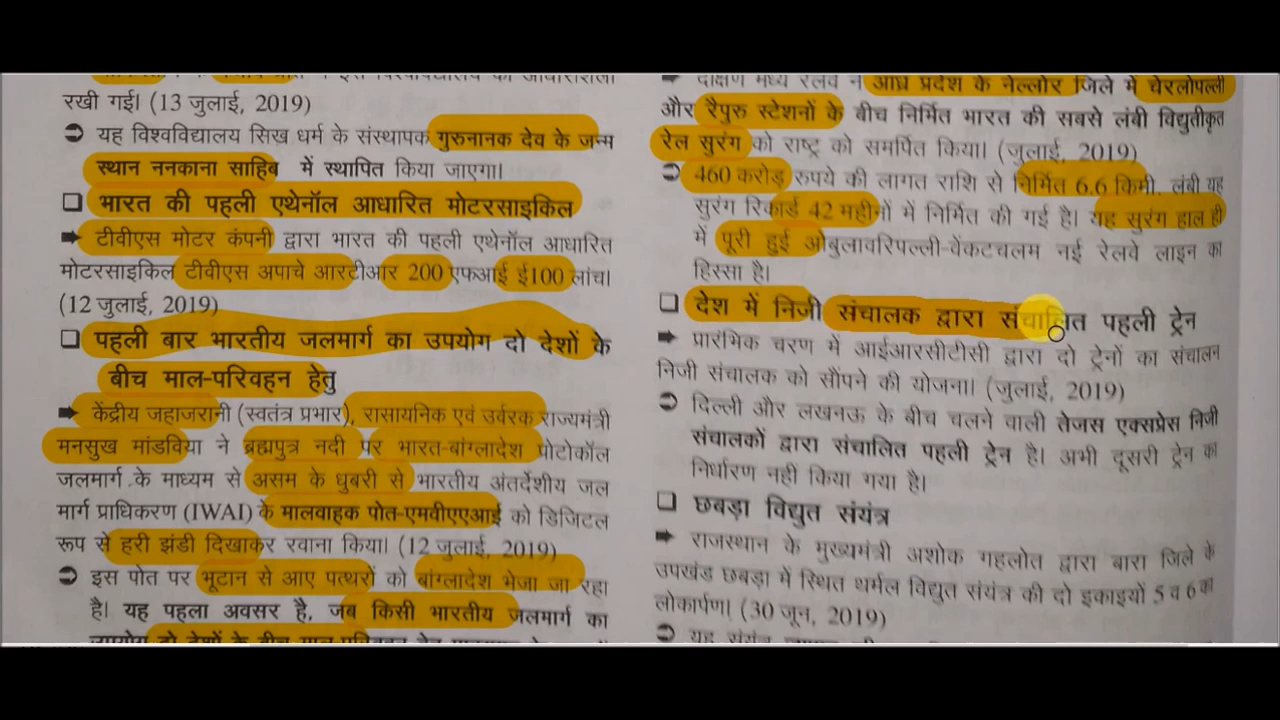 रखी गई। (13 जुलाई, 2019)
यह विश्वविद्यालय सिख धर्म के संस्थापक गुरुनानक देव के जन्म
स्थान ननकाना साहिब में स्थापित किया जाएगा।
भारत की पहली एथेनॉल आधारित मोटरसाइकिल
टीवीएस मोटर कंपनी द्वारा भारत की पहली एथेनॉल आधारित
मोटरसाइकिल टीवीएस अपाचे आरटीआर 200 एफआई ई100 लांच।
(12 जुलाई, 2019)
पहली बार भारतीय जलमार्ग का उपयोग दो देशों के
बीच माल-परिवहन हेतु
केंद्रीय जहाजरानी (स्वतंत्र प्रभार), रासायनिक एवं उर्वरक राज्यमंत्री
मनसुख मांडविया ने ब्रह्मपुत्र नदी पर भारत-बांग्लादेश प्रोटोकॉल
जलमार्ग के माध्यम से असम के धुबरी से भारतीय अंतर्देशीय जल
मार्ग प्राधिकरण (IWAI) के मालवाहक पोत-एमवीएएआई को डिजिटल
रूप से हरी झंडी दिखाकर रवाना किया। (12 जुलाई, 2019)
इस पोत पर भूटान से आए पत्थरों को बांग्लादेश भेजा जा रहा
है। यह पहला अवसर है, जब किसी भारतीय जलमार्ग का
उपयोग दो देशों के बीच माल-परिवहन
दक्षिण मध्य रेलवे ने आंध्र प्रदेश के नेल्लोर जिले में चेरलोपल्ली
और रैपुरु स्टेशनों के बीच निर्मित भारत की सबसे लंबी विद्युतीकृत
रेल सुरंग को राष्ट्र को समर्पित किया। (जुलाई, 2019)
460 करोड़ रुपये की लागत राशि से निर्मित 6.6 किमी. लंबी यह
सुरंग रिकार्ड 42 महीनों में निर्मित की गई है। यह सुरंग हाल ही
में पूरी हुई ओबुलावरिपल्ली-वेंकटचलम नई रेलवे लाइन का
हिस्सा है।
देश में निजी संचालक द्वारा संचालित पहली ट्रेन
प्रारंभिक चरण में आईआरसीटीसी द्वारा दो ट्रेनों का संचालन
निजी संचालक को सौंपने की योजना। (जुलाई, 2019)
दिल्ली और लखनऊ के बीच चलने वाली तेजस एक्सप्रेस निजी
संचालकों द्वारा संचालित पहली ट्रेन है। अभी दूसरी ट्रेन का
निर्धारण नही किया गया है।
छबड़ा विद्युत संयंत्र
राजस्थान के मुख्यमंत्री अशोक गहलोत द्वारा बारा जिले के
उपखंड छबड़ा में स्थित थर्मल विद्युत संयंत्र की दो इकाइयों 5 व 6 का
लोकार्पण। (30 जून, 2019)
यह संयंत्र